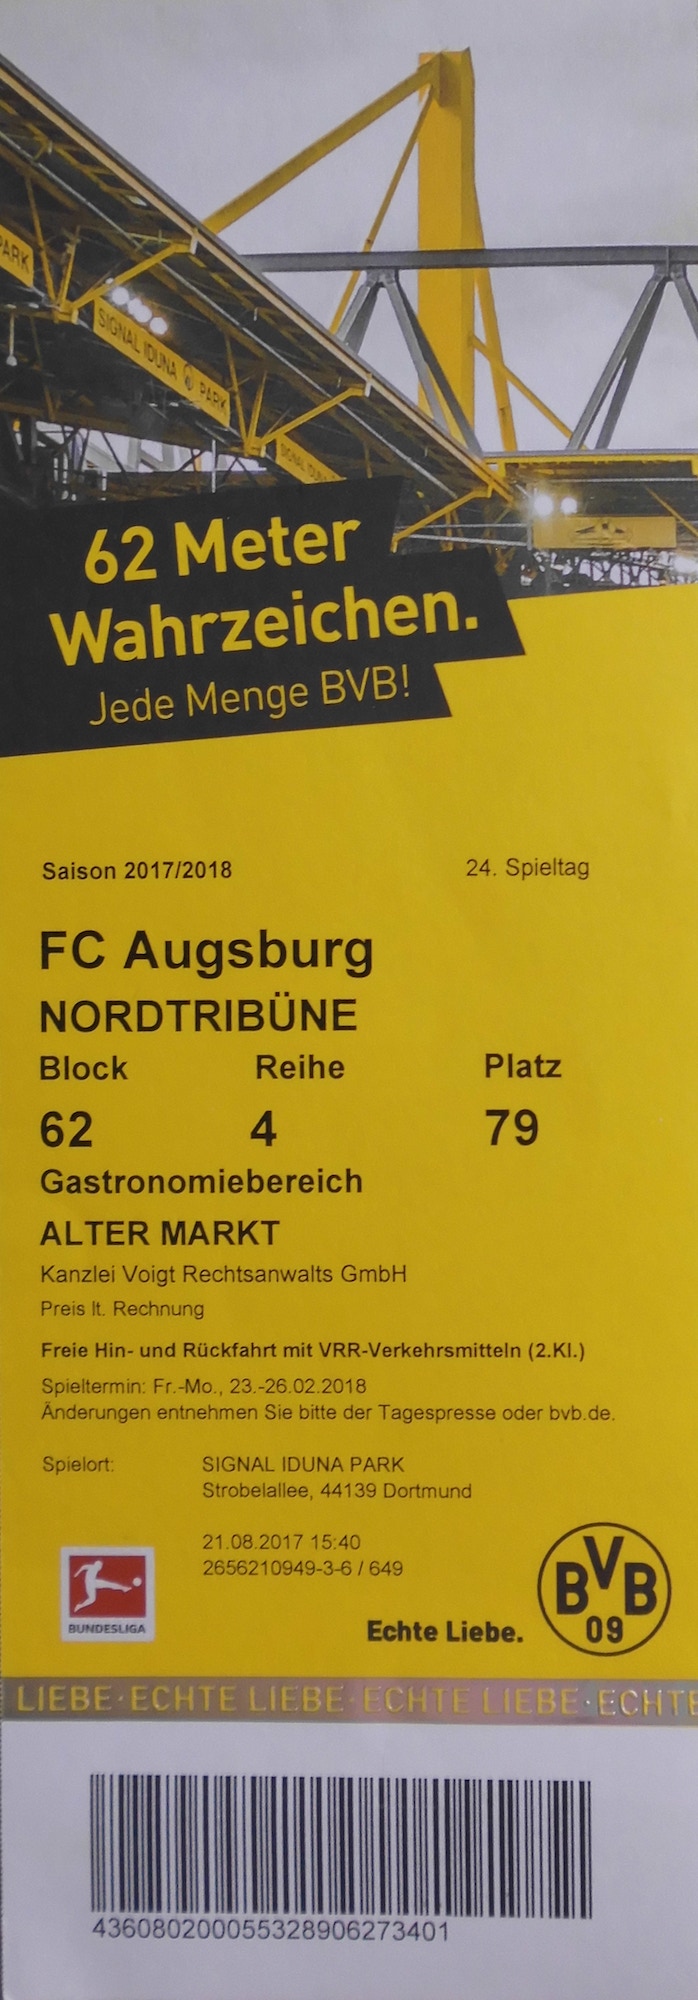 PARK
SIGNAL IDUNA PARK
SIGNAL IDUNA
62 Meter
Wahrzeichen.
Jede Menge BVB!
Saison 2017/2018 24. Spieltag
FC Augsburg
NORDTRIBÜNE
Block Reihe Platz
62 4 79
Gastronomiebereich
ALTER MARKT
Kanzlei Voigt Rechtsanwalts GmbH
Preis lt. Rechnung
Freie Hin- und Rückfahrt mit VRR-Verkehrsmitteln (2.Kl.)
Spieltermin: Fr.-Mo., 23.-26.02.2018
Änderungen entnehmen Sie bitte der Tagespresse oder bvb.de.
Spielort: SIGNAL IDUNA PARK
Strobelallee, 44139 Dortmund
21.08.2017 15:40
2656210949-3-6 / 649
BUNDESLIGA
Echte Liebe.
BVB
09
LIEBE · ECHTE LIEBE · ECHTE LIEBE · ECHTE
43608020005532890627340​1